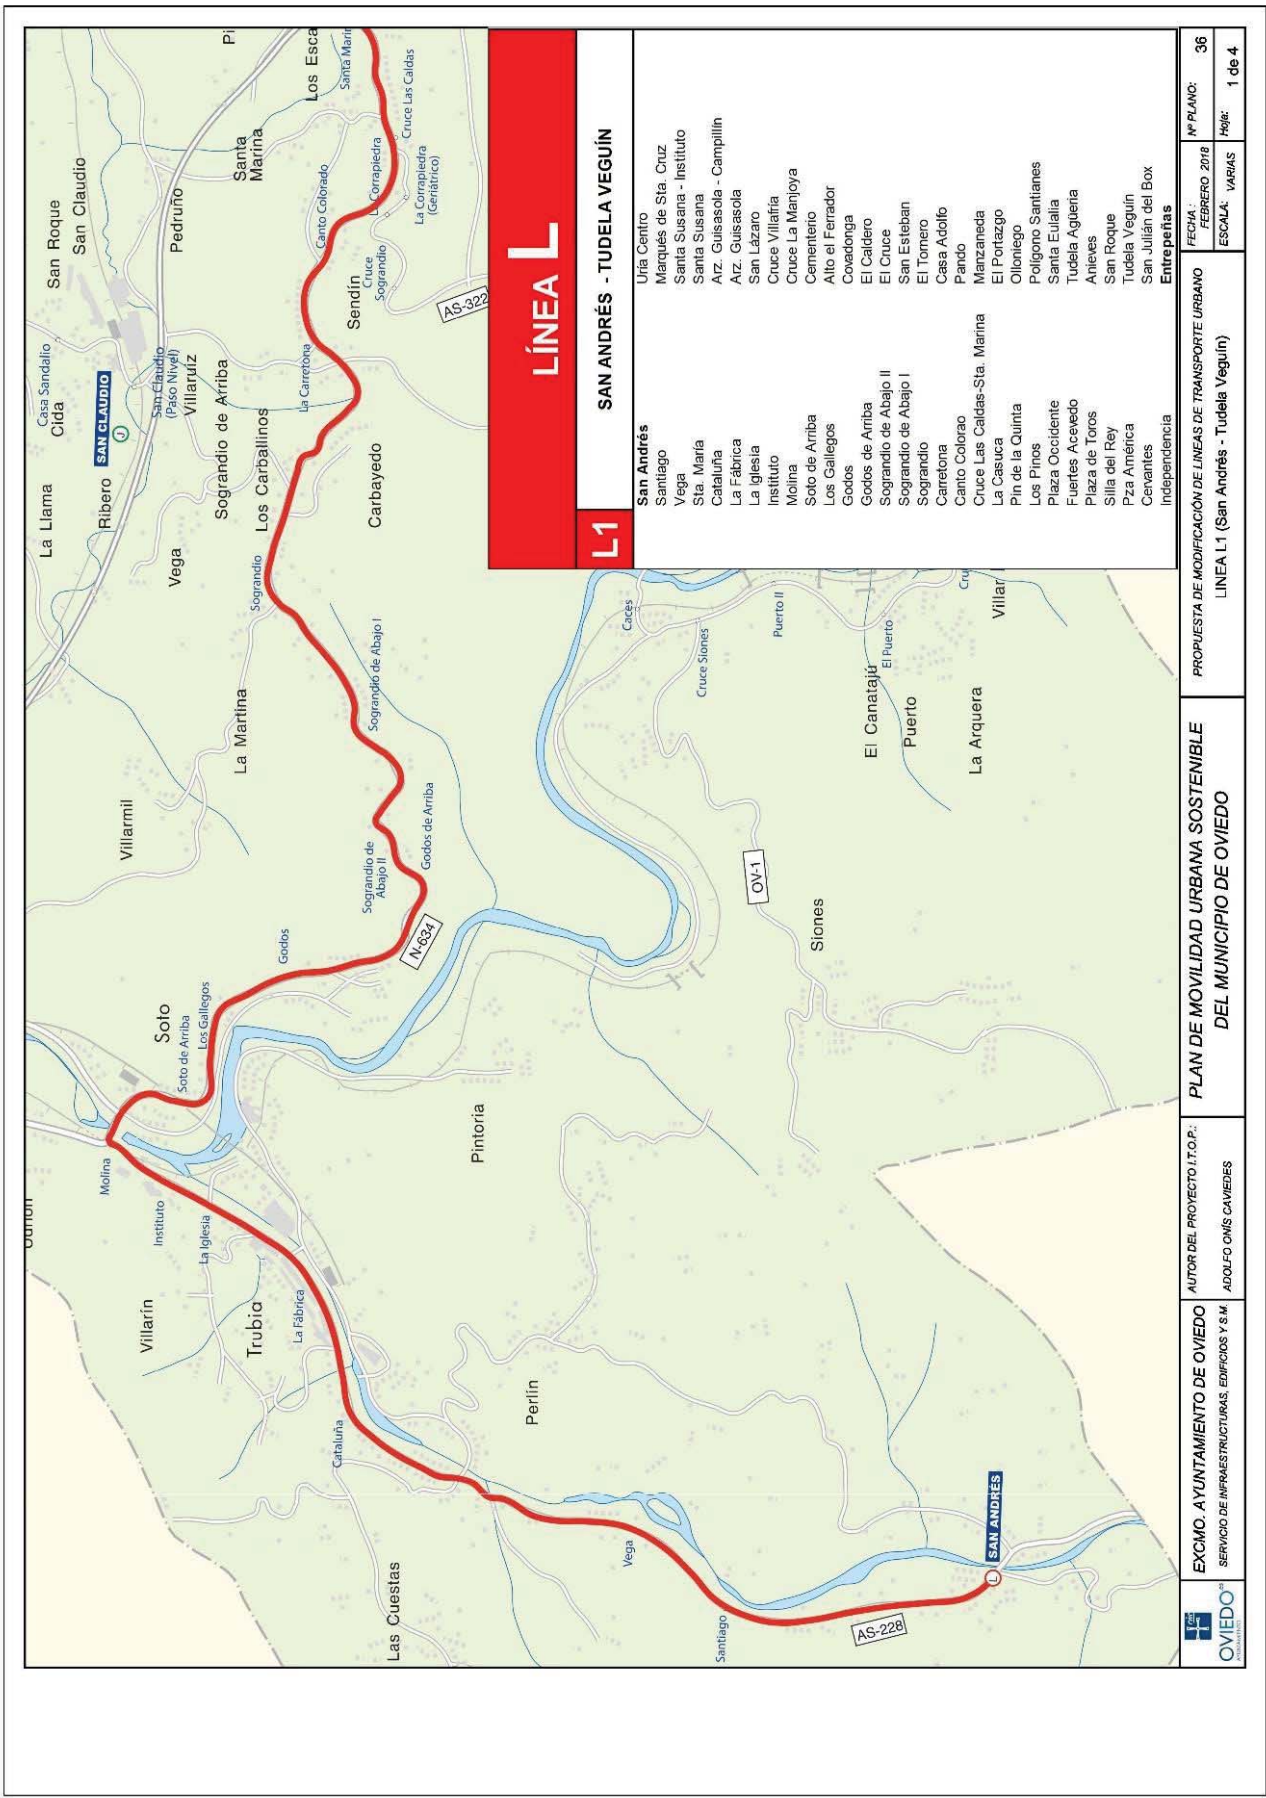 LÍNEA L
L1
SAN ANDRÉS - TUDELA VEGUÍN
San Andrés
Santiago
Vega
Sta. María
Cataluña
La Fábrica
La Iglesia
Instituto
Molina
Soto de Arriba
Los Gallegos
Godos
Godos de Arriba
Sograndio de Abajo II
Sograndio de Abajo I
Sograndio
Carretona
Canto Colorao
Cruce Las Caldas-Sta. Marina
La Casuca
Pin de la Quinta
Los Pinos
Plaza Occidente
Fuertes Acevedo
Plaza de Toros
Silla del Rey
Pza América
Cervantes
Independencia
Uría Centro
Marqués de Sta. Cruz
Santa Susana - Instituto
Santa Susana
Arz. Guisasola - Campillín
Arz. Guisasola
San Lázaro
Cruce Villafría
Cruce La Manjoya
Cementerio
Alto el Ferrador
Covadonga
El Caldero
El Cruce
San Esteban
El Tornero
Casa Adolfo
Pando
Manzaneda
El Portazgo
Olloniego
Polígono Santianes
Santa Eulalia
Tudela Agüeria
Anieves
San Roque
Tudela Veguín
San Julián del Box
Entrepeñas
Las Cuestas
Villarín
Trubia
Perlín
Pintoria
Soto
Villarmil
La Martina
Siones
La Llama
Ribero
Vega
Cida
Casa Sandalio
San Roque
San Claudio
SAN CLAUDIO
J
San Claudio
(Paso Nivel)
Villaruiz
Sograndio de Arriba
Los Carballinos
Carbayedo
Pedruño
Santa
Marina
Pi
Los Esca
Santa Marin
Cruce Las Caldas
La Corrapiedra
La Corrapiedra
(Geriátrico)
Canto Colorado
Cruce
Sograndio
Sendín
AS-322
La Carretona
Sograndio
Sograndio de Abajo I
Godos de Arriba
Sograndio de
Abajo II
N-634
Godos
Los Gallegos
Soto de Arriba
Molina
Instituto
La Iglesia
La Fábrica
Cataluña
Vega
Santiago
AS-228
L
SAN ANDRÉS
OV-1
Caces
Cruce Siones
Puerto II
El Puerto
El Canatajú
Puerto
La Arquera
Cru
Villar
OVIEDO.es
AYUNTAMIENTO
EXCMO. AYUNTAMIENTO DE OVIEDO
SERVICIO DE INFRAESTRUCTURAS, EDIFICIOS Y S.M.
AUTOR DEL PROYECTO I.T.O.P.:
ADOLFO ONÍS CAVIEDES
PLAN DE MOVILIDAD URBANA SOSTENIBLE
DEL MUNICIPIO DE OVIEDO
PROPUESTA DE MODIFICACIÓN DE LINEAS DE TRANSPORTE URBANO
LINEA L1 (San Andrés - Tudela Veguín)
FECHA:
FEBRERO 2018
ESCALA: VARIAS
Nº PLANO:
36
Hoja:
1 de 4